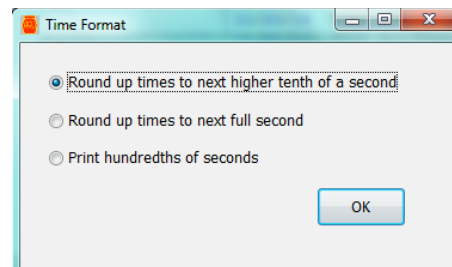 Time Format
Round up times to next higher tenth of a second
Round up times to next full second
Print hundredths of seconds
OK